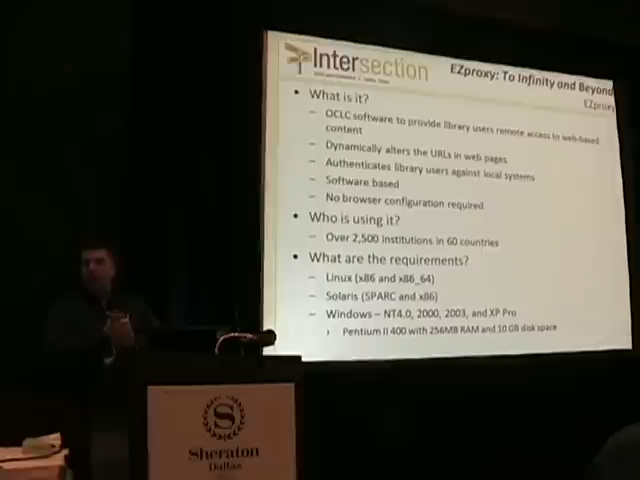 Intersection
EZproxy: To Infinity and Beyond
EZproxy
• What is it?
– OCLC software to provide library users remote access to web-based
content
– Dynamically alters the URLs in web pages
– Authenticates library users against local systems
– Software based
– No browser configuration required
• Who is using it?
– Over 2,500 institutions in 60 countries
• What are the requirements?
– Linux (x86 and x86_64)
– Solaris (SPARC and x86)
– Windows – NT4.0, 2000, 2003, and XP Pro
› Pentium II 400 with 256MB RAM and 10 GB disk space
S
Sheraton
Dallas